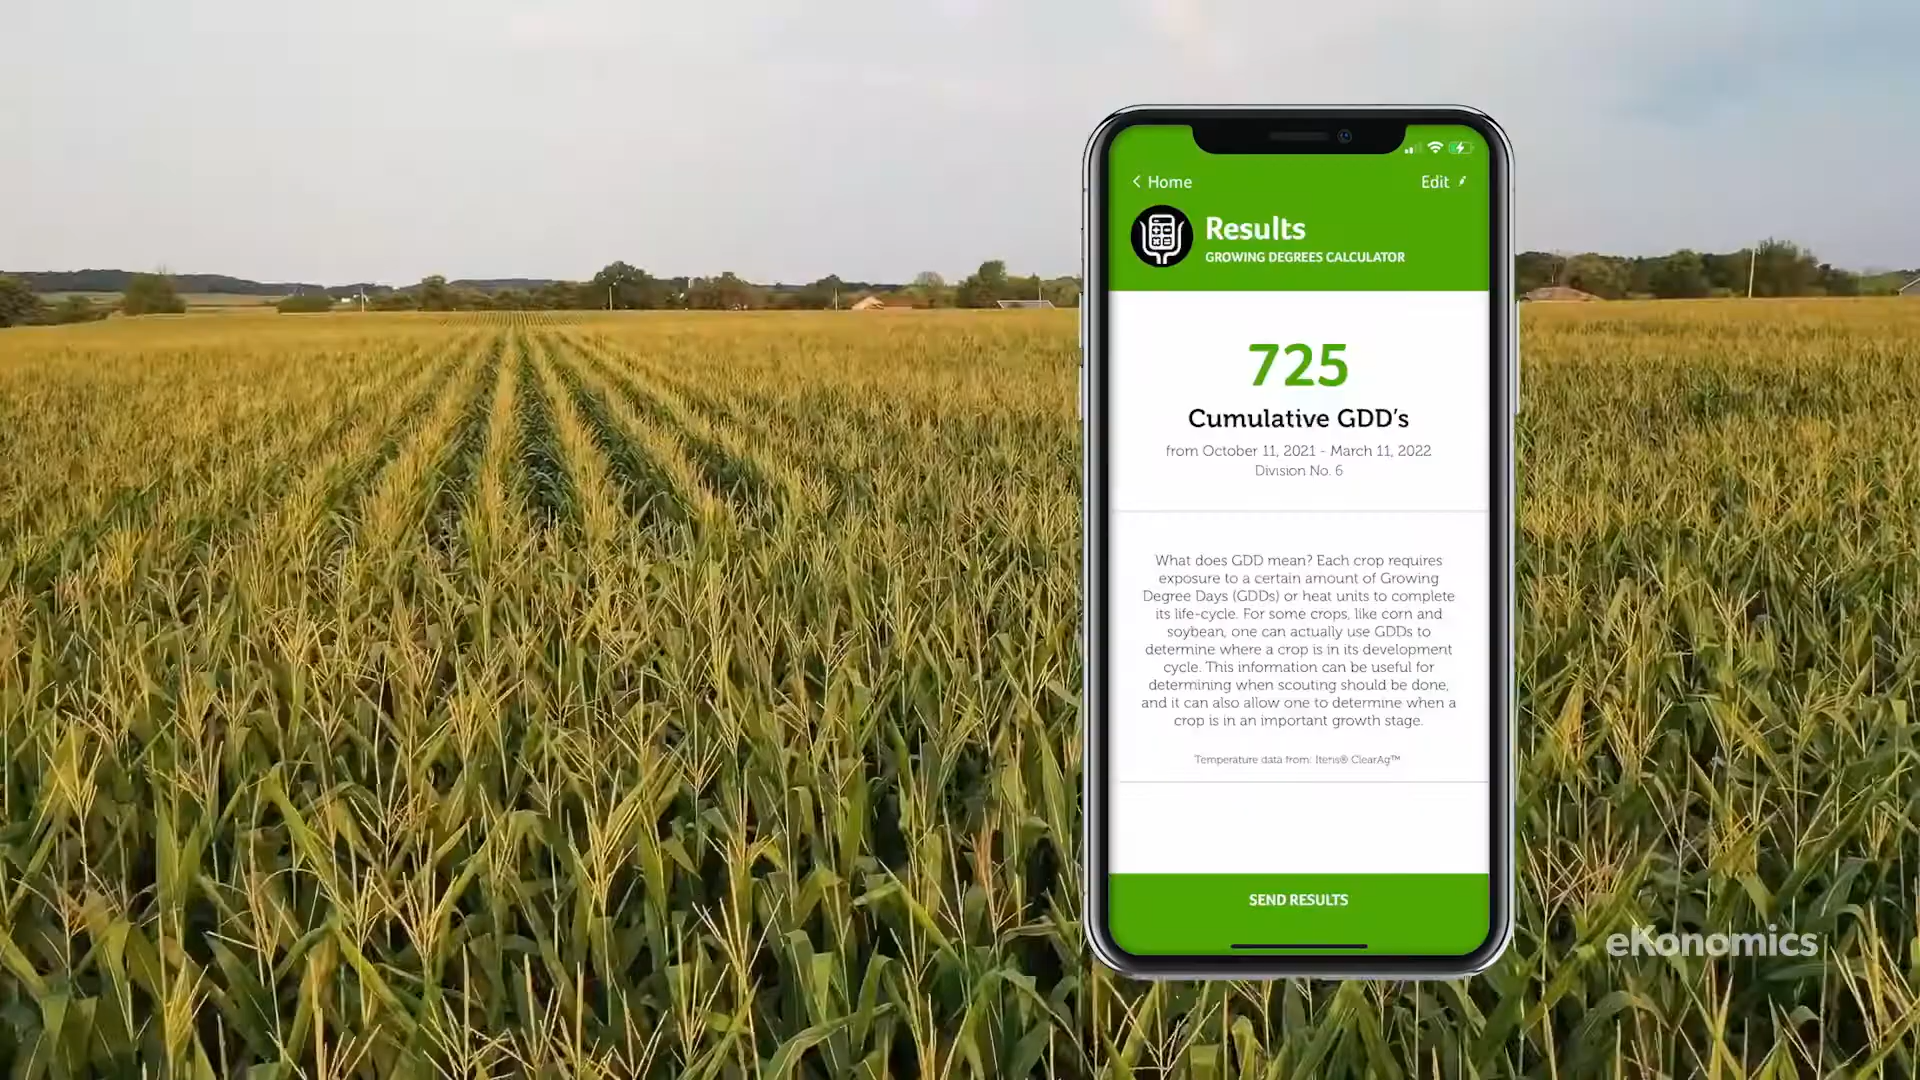 Home
Edit
Results
GROWING DEGREES CALCULATOR
725
Cumulative GDD's
from October 11, 2021 - March 11, 2022
Division No. 6
What does GDD mean? Each crop requires
exposure to a certain amount of Growing
Degree Days (GDDs) or heat units to complete
its life-cycle. For some crops, like corn and
soybean, one can actually use GDDs to
determine where a crop is in its development
cycle. This information can be useful for
determining when scouting should be done,
and it can also allow one to determine when a
crop is in an important growth stage.
Temperature data from: Iteris® ClearAg™
SEND RESULTS
eKonomics